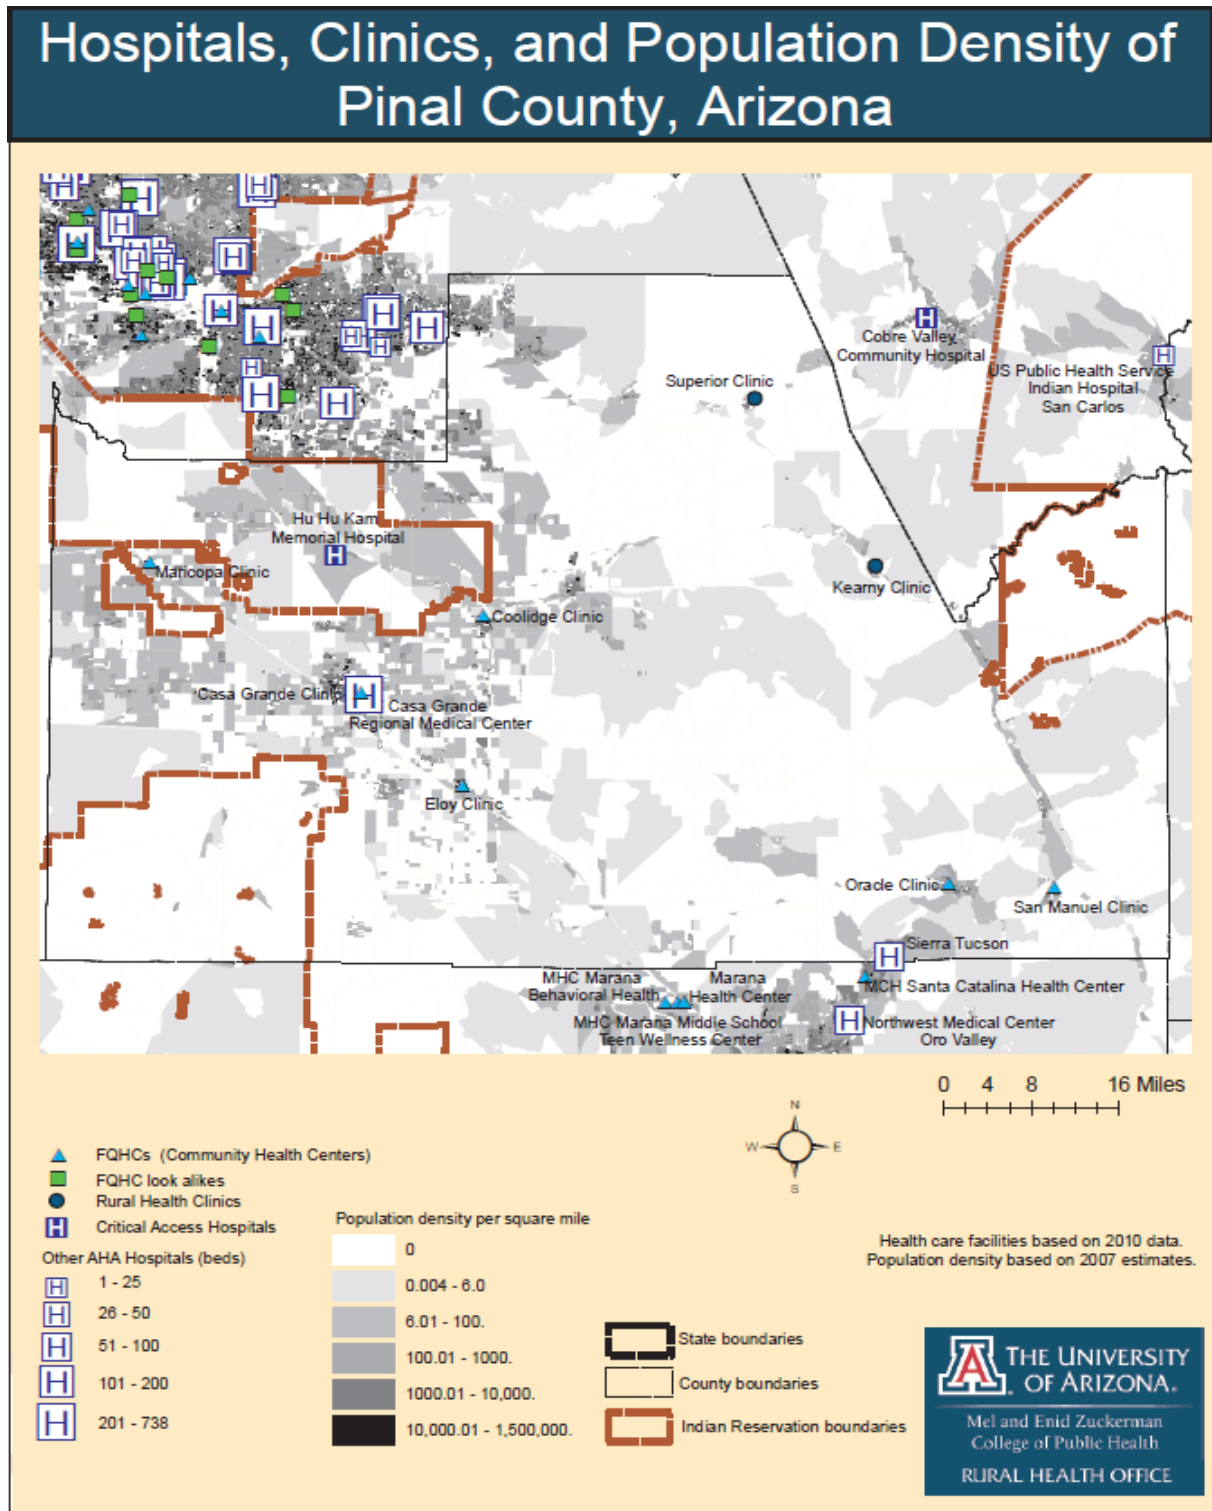 Hospitals, Clinics, and Population Density of
Pinal County, Arizona
Cobre Valley
Community Hospital
US Public Health Service
Indian Hospital
San Carlos
Superior Clinic
Hu Hu Kam
Memorial Hospital
Maricopa Clinic
Kearny Clinic
Coolidge Clinic
Casa Grande Clinic
Casa Grande
Regional Medical Center
Eloy Clinic
Oracle Clinic
San Manuel Clinic
Sierra Tucson
MHC Marana
Behavioral Health
Marana
Health Center
MCH Santa Catalina Health Center
MHC Marana Middle School
Teen Wellness Center
Northwest Medical Center
Oro Valley
0 4 8 16 Miles
N
W E
S
FQHCs (Community Health Centers)
FQHC look alikes
Rural Health Clinics
H Critical Access Hospitals
Other AHA Hospitals (beds)
H 1 - 25
H 26 - 50
H 51 - 100
H 101 - 200
H 201 - 738
Population density per square mile
0
0.004 - 6.0
6.01 - 100.
100.01 - 1000.
1000.01 - 10,000.
10,000.01 - 1,500,000.
State boundaries
County boundaries
Indian Reservation boundaries
Health care facilities based on 2010 data.
Population density based on 2007 estimates.
A THE UNIVERSITY
OF ARIZONA.
Mel and Enid Zuckerman
College of Public Health
RURAL HEALTH OFFICE